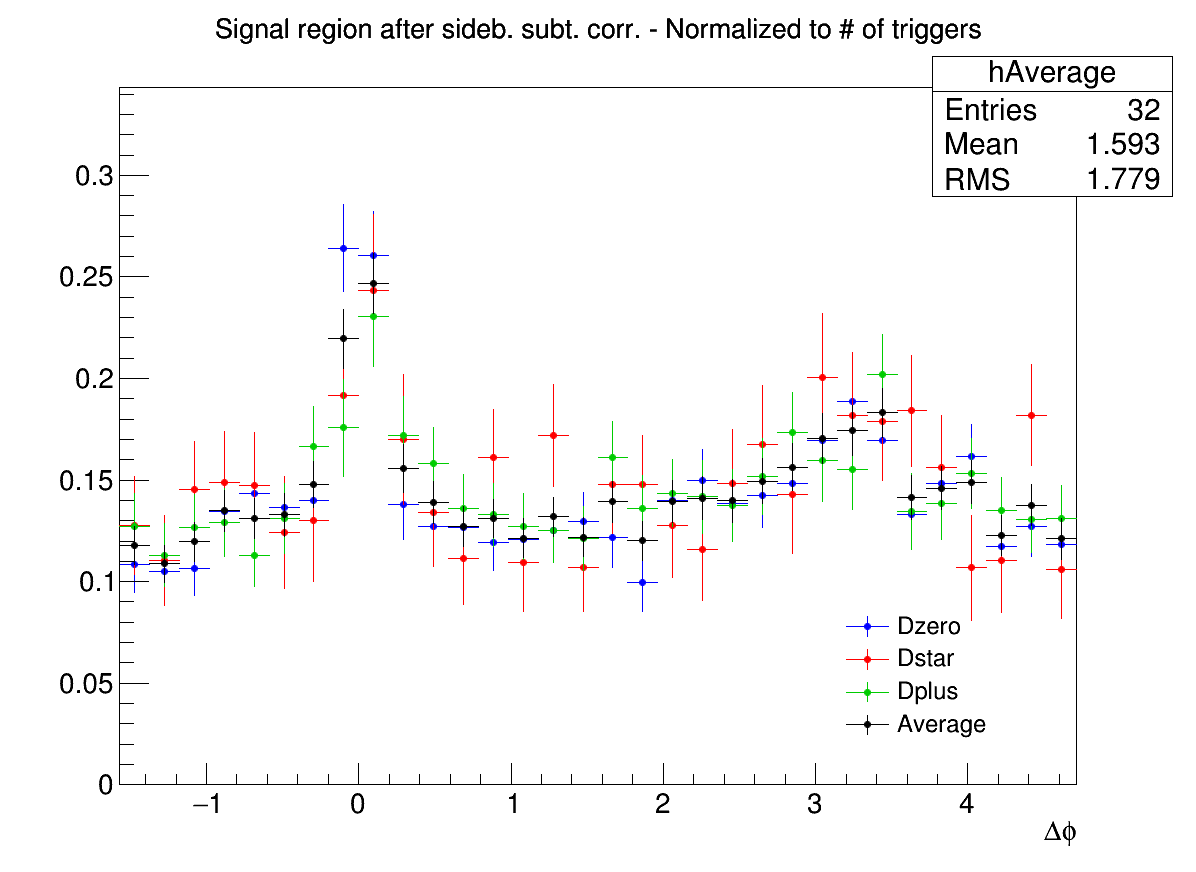 Signal region after sideb. subt. corr. - Normalized to # of triggers
hAverage
Entries 32
Mean 1.593
RMS 1.779
0.3
0.25
0.2
0.15
0.1
0.05
0
Dzero
Dstar
Dplus
Average
−1 0 1 2 3 4
Δϕ